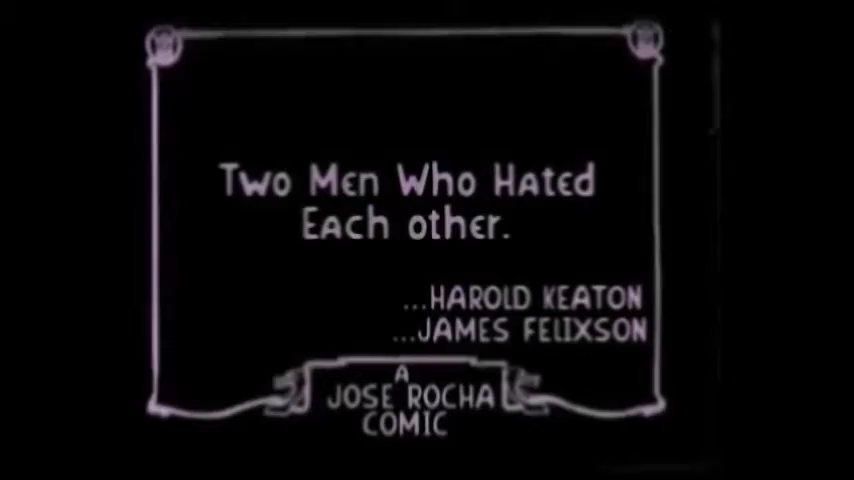 Two Men Who Hated
Each other.
...HAROLD KEATON
...JAMES FELIXSON
A
JOSE ROCHA
COMIC